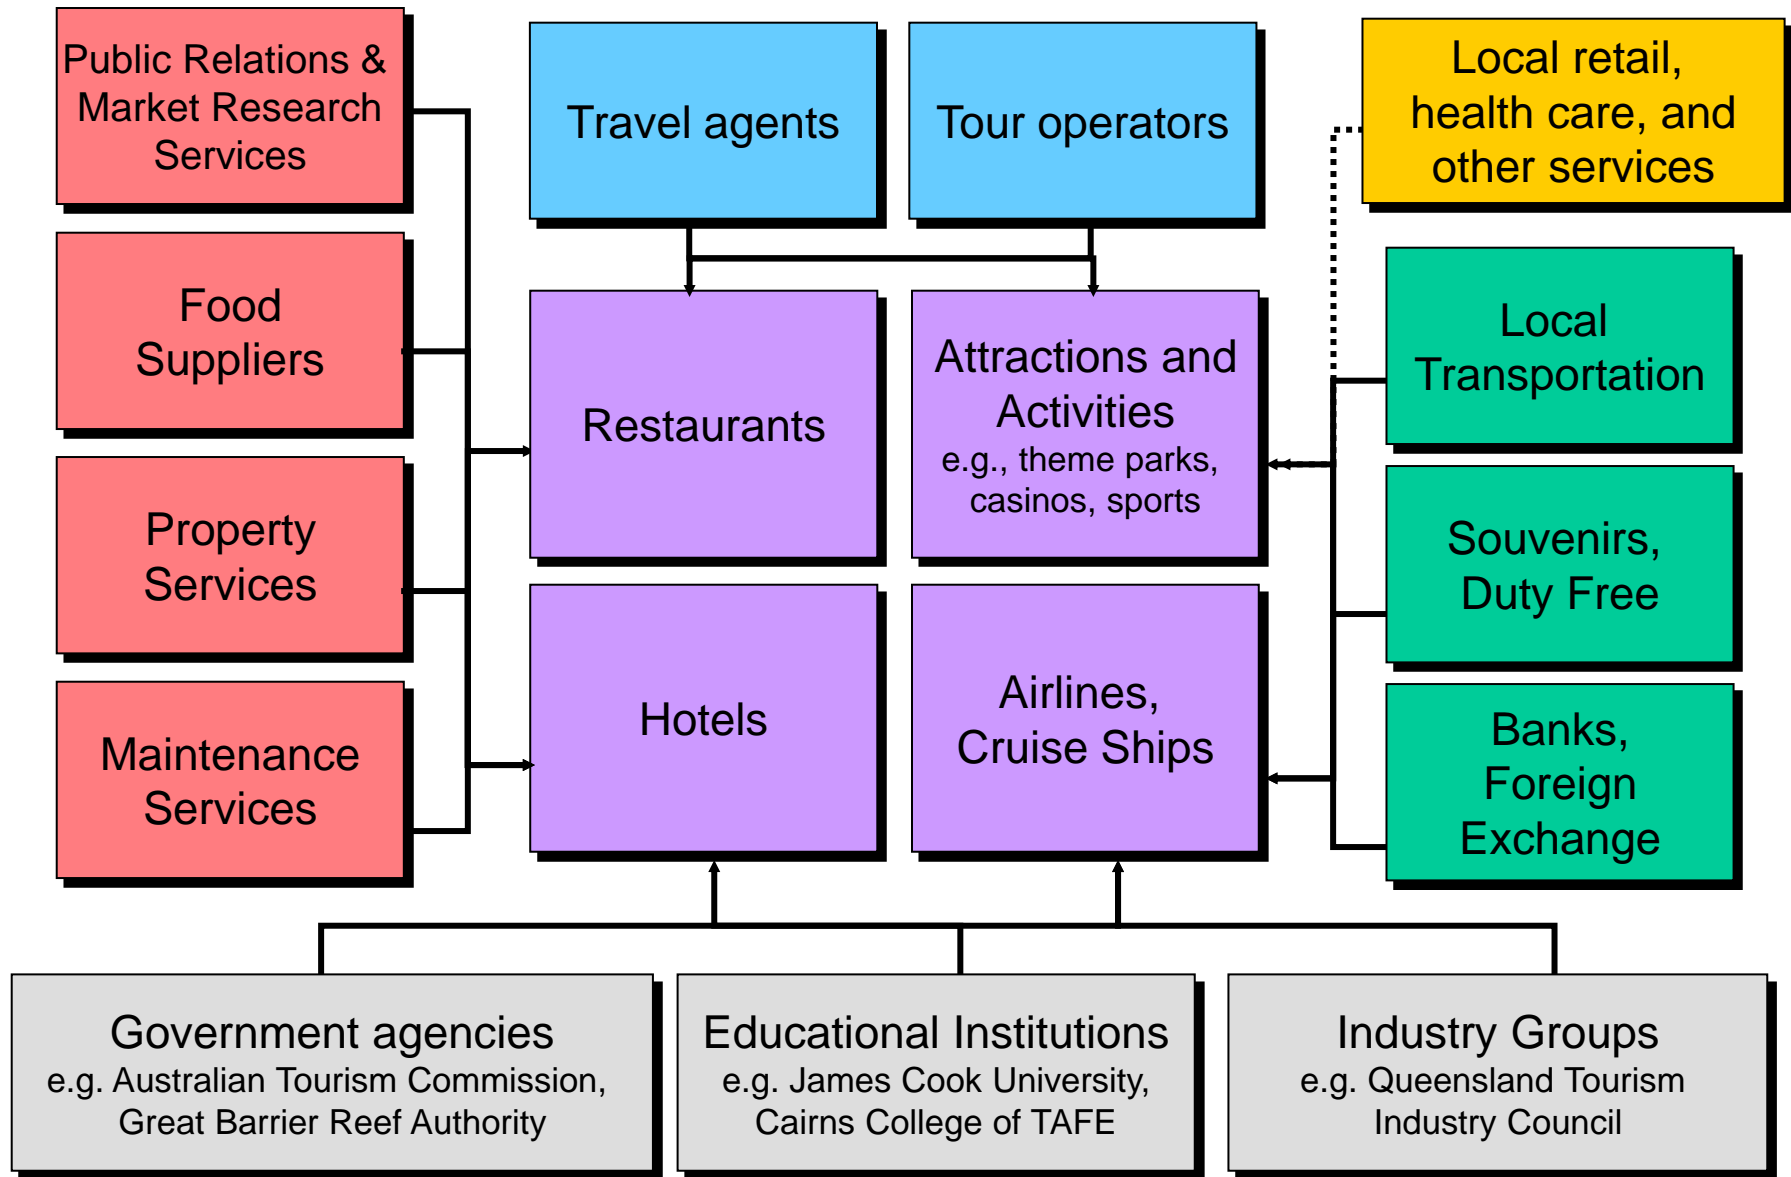 Public Relations &
Market Research
Services
Travel agents
Tour operators
Local retail,
health care, and
other services
Food
Suppliers
Restaurants
Attractions and
Activities
e.g., theme parks,
casinos, sports
Local
Transportation
Property
Services
Souvenirs,
Duty Free
Maintenance
Services
Hotels
Airlines,
Cruise Ships
Banks,
Foreign
Exchange
Government agencies
e.g. Australian Tourism Commission,
Great Barrier Reef Authority
Educational Institutions
e.g. James Cook University,
Cairns College of TAFE
Industry Groups
e.g. Queensland Tourism
Industry Council